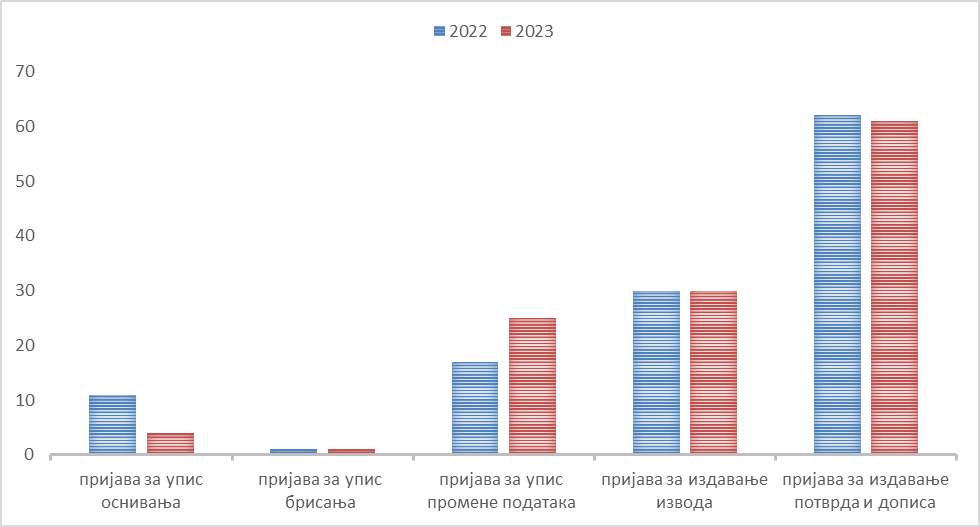 2022 2023
70
60
50
40
30
20
10
0
пријава за упис
оснивања
пријава за упис
брисања
пријава за упис
промене података
пријава за издавање
извода
пријава за издавање
потврда и дописа